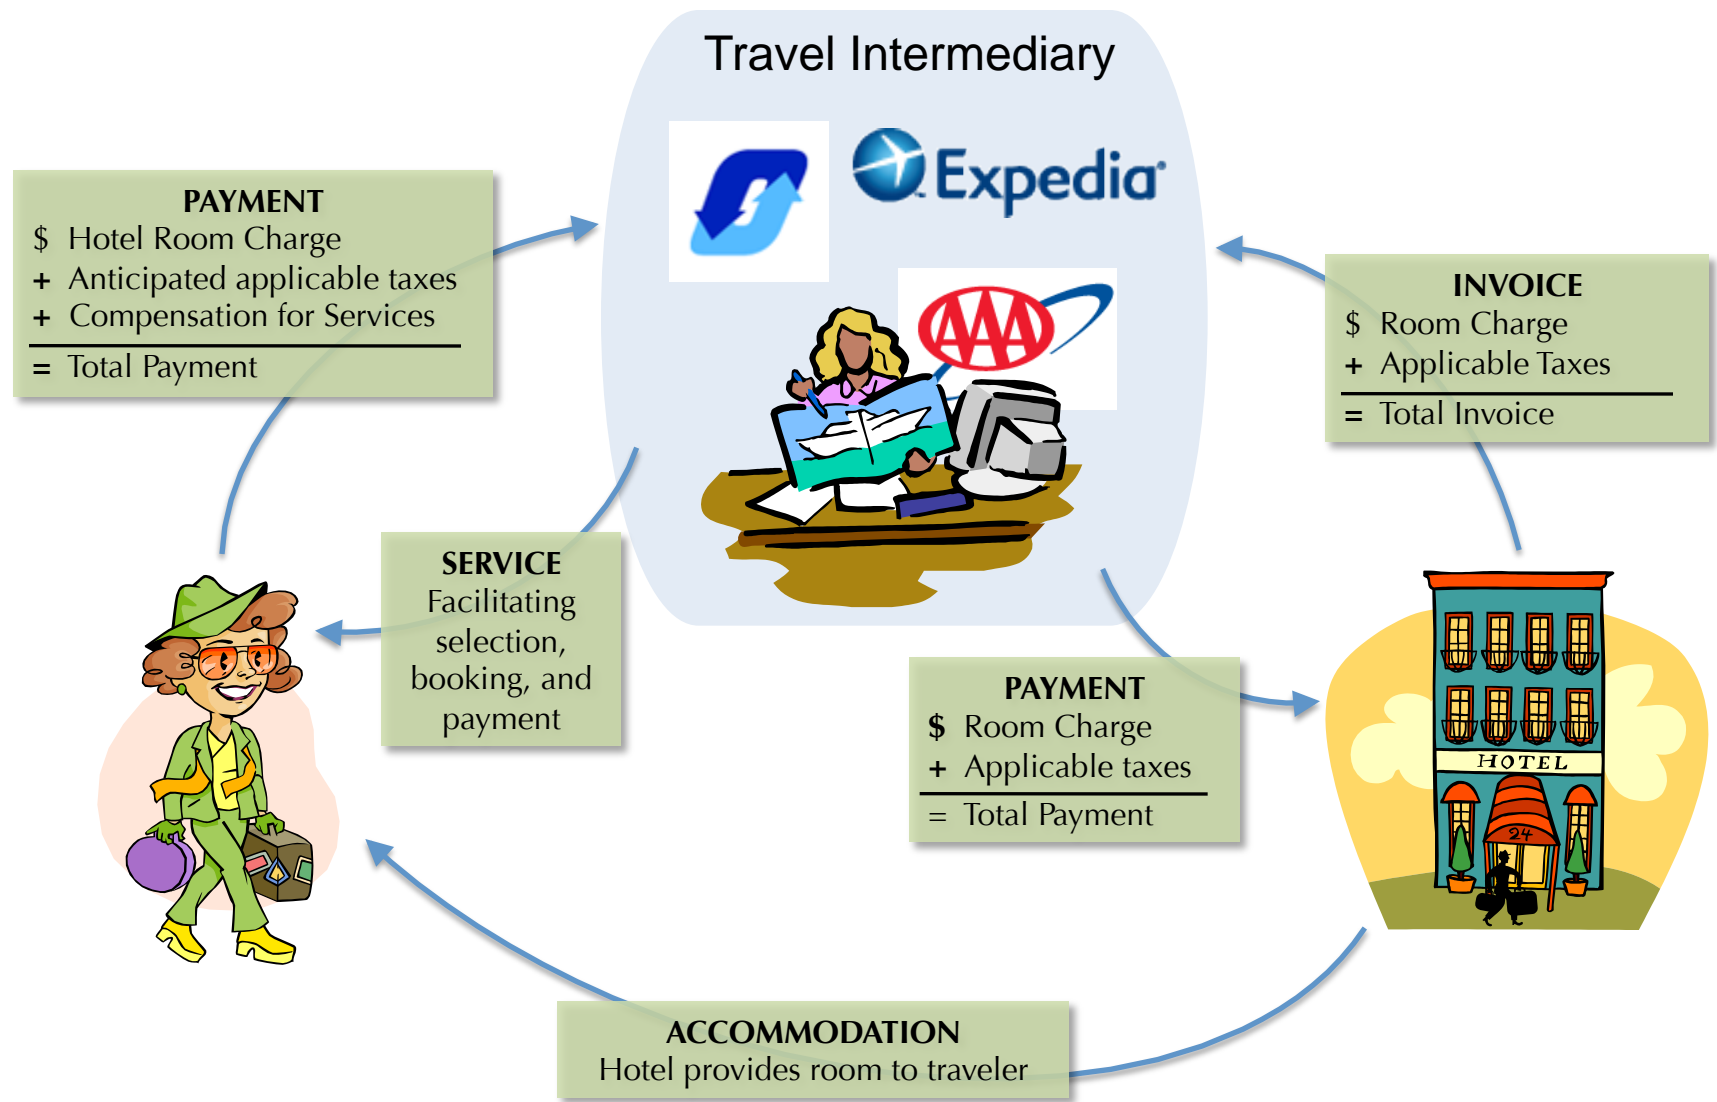 Travel Intermediary
Expedia
AAA
PAYMENT
$ Hotel Room Charge
+ Anticipated applicable taxes
+ Compensation for Services
= Total Payment
INVOICE
$ Room Charge
+ Applicable Taxes
= Total Invoice
SERVICE
Facilitating
selection,
booking, and
payment
PAYMENT
$ Room Charge
+ Applicable taxes
= Total Payment
HOTEL
24
ACCOMMODATION
Hotel provides room to traveler